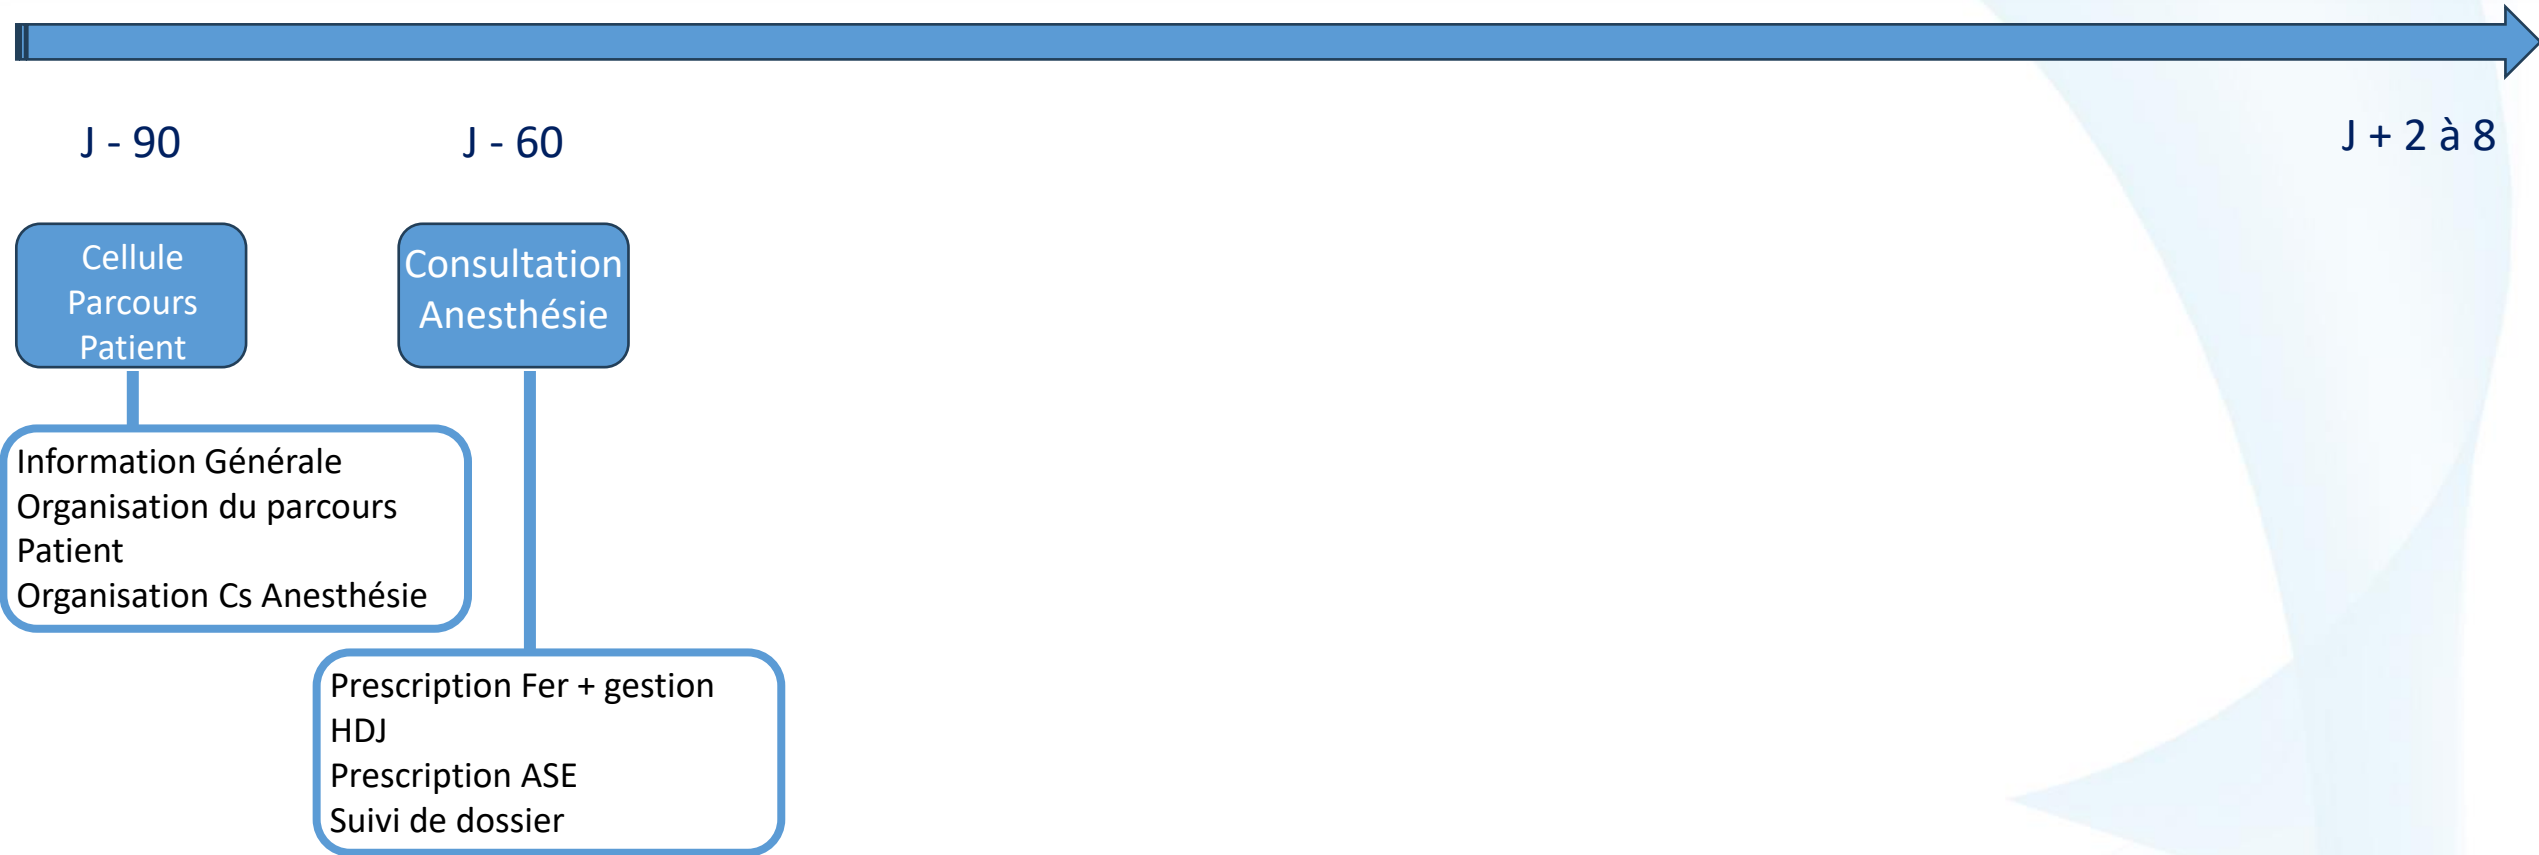 J - 90
J - 60
J + 2 à 8
Cellule
Parcours
Patient
Consultation
Anesthésie
Information Générale
Organisation du parcours
Patient
Organisation Cs Anesthésie
Prescription Fer + gestion
HDJ
Prescription ASE
Suivi de dossier